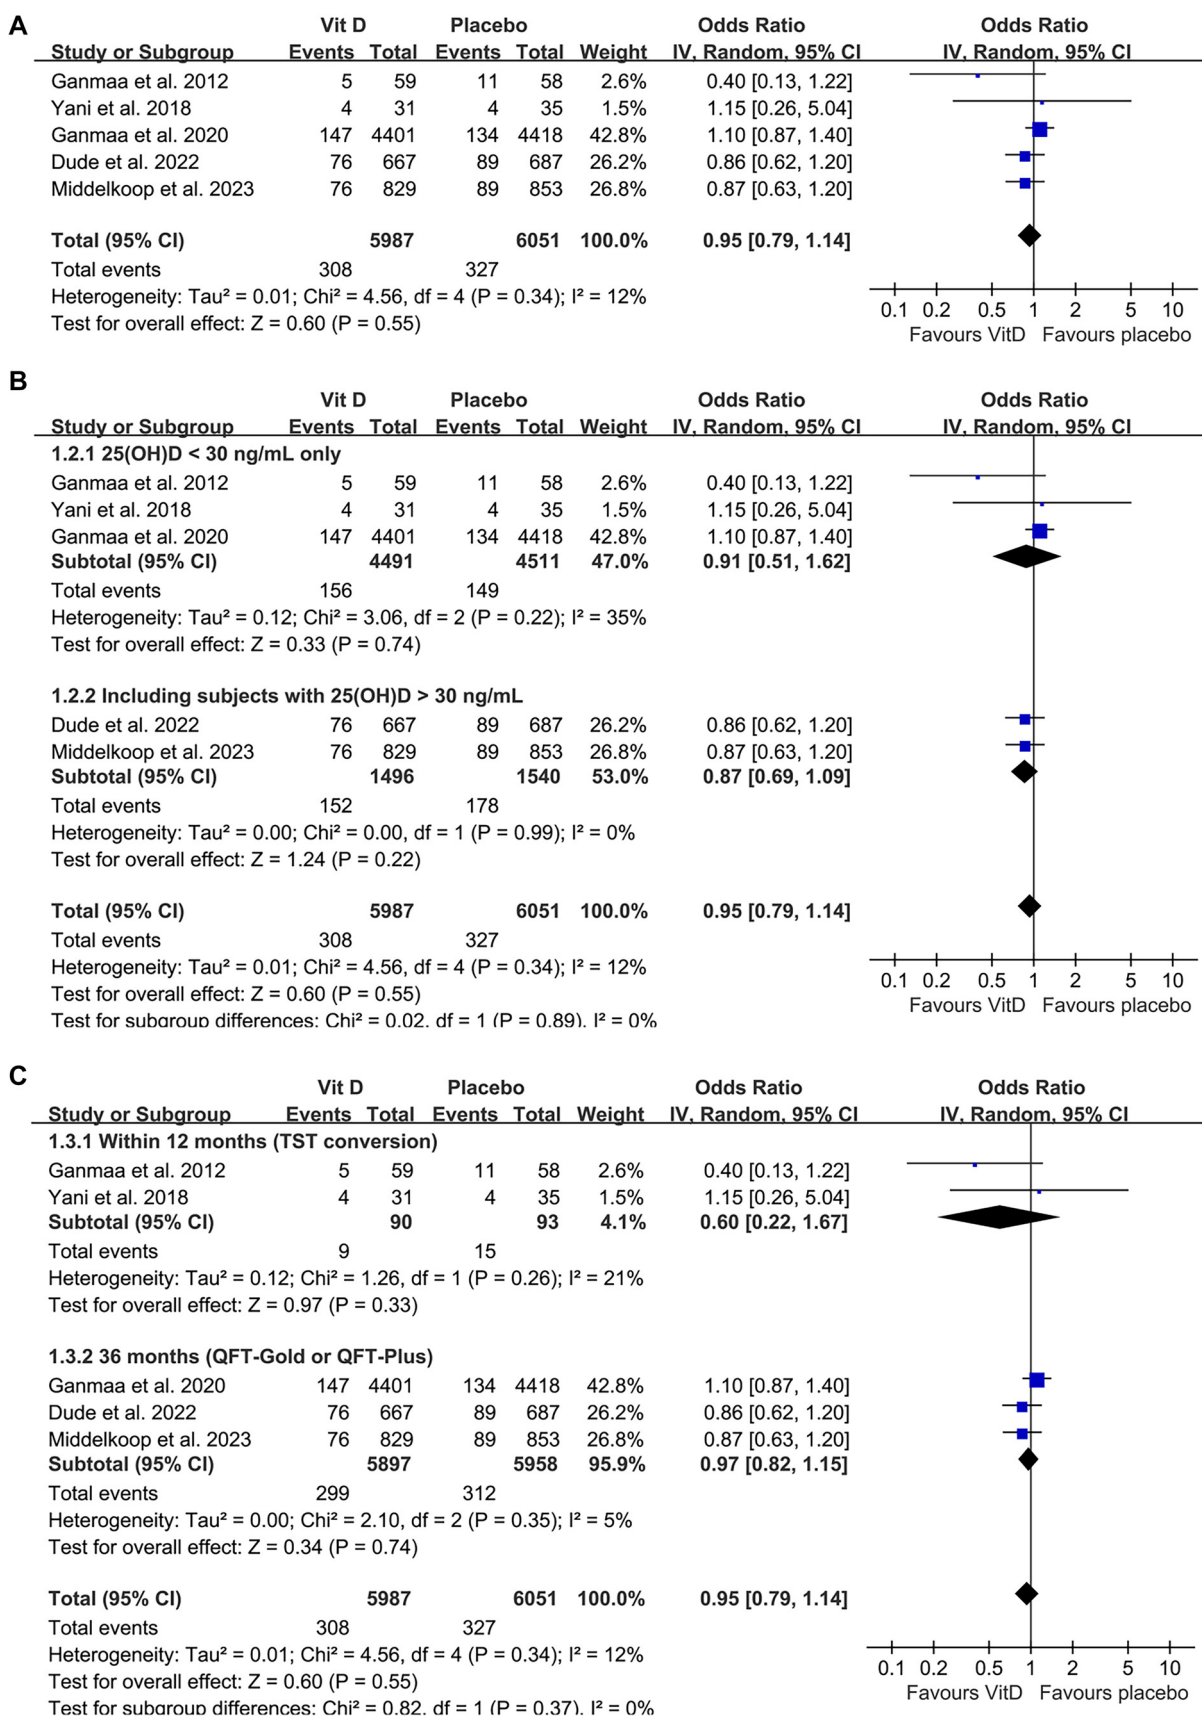 A
Vit D Placebo Odds Ratio Odds Ratio
Study or Subgroup Events Total Events Total Weight IV, Random, 95% CI IV, Random, 95% CI
Ganmaa et al. 2012 5 59 11 58 2.6% 0.40 [0.13, 1.22]
Yani et al. 2018 4 31 4 35 1.5% 1.15 [0.26, 5.04]
Ganmaa et al. 2020 147 4401 134 4418 42.8% 1.10 [0.87, 1.40]
Dude et al. 2022 76 667 89 687 26.2% 0.86 [0.62, 1.20]
Middelkoop et al. 2023 76 829 89 853 26.8% 0.87 [0.63, 1.20]
Total (95% CI) 5987 6051 100.0% 0.95 [0.79, 1.14]
Total events 308 327
Heterogeneity: Tau² = 0.01; Chi² = 4.56, df = 4 (P = 0.34); I² = 12%
Test for overall effect: Z = 0.60 (P = 0.55)
0.1 0.2 0.5 1 2 5 10
Favours VitD Favours placebo
B
Vit D Placebo Odds Ratio Odds Ratio
Study or Subgroup Events Total Events Total Weight IV, Random, 95% CI IV, Random, 95% CI
1.2.1 25(OH)D < 30 ng/mL only
Ganmaa et al. 2012 5 59 11 58 2.6% 0.40 [0.13, 1.22]
Yani et al. 2018 4 31 4 35 1.5% 1.15 [0.26, 5.04]
Ganmaa et al. 2020 147 4401 134 4418 42.8% 1.10 [0.87, 1.40]
Subtotal (95% CI) 4491 4511 47.0% 0.91 [0.51, 1.62]
Total events 156 149
Heterogeneity: Tau² = 0.12; Chi² = 3.06, df = 2 (P = 0.22); I² = 35%
Test for overall effect: Z = 0.33 (P = 0.74)
1.2.2 Including subjects with 25(OH)D > 30 ng/mL
Dude et al. 2022 76 667 89 687 26.2% 0.86 [0.62, 1.20]
Middelkoop et al. 2023 76 829 89 853 26.8% 0.87 [0.63, 1.20]
Subtotal (95% CI) 1496 1540 53.0% 0.87 [0.69, 1.09]
Total events 152 178
Heterogeneity: Tau² = 0.00; Chi² = 0.00, df = 1 (P = 0.99); I² = 0%
Test for overall effect: Z = 1.24 (P = 0.22)
Total (95% CI) 5987 6051 100.0% 0.95 [0.79, 1.14]
Total events 308 327
Heterogeneity: Tau² = 0.01; Chi² = 4.56, df = 4 (P = 0.34); I² = 12%
Test for overall effect: Z = 0.60 (P = 0.55)
Test for subgroup differences: Chi² = 0.02. df = 1 (P = 0.89). I² = 0%
0.1 0.2 0.5 1 2 5 10
Favours VitD Favours placebo
C
Vit D Placebo Odds Ratio Odds Ratio
Study or Subgroup Events Total Events Total Weight IV, Random, 95% CI IV, Random, 95% CI
1.3.1 Within 12 months (TST conversion)
Ganmaa et al. 2012 5 59 11 58 2.6% 0.40 [0.13, 1.22]
Yani et al. 2018 4 31 4 35 1.5% 1.15 [0.26, 5.04]
Subtotal (95% CI) 90 93 4.1% 0.60 [0.22, 1.67]
Total events 9 15
Heterogeneity: Tau² = 0.12; Chi² = 1.26, df = 1 (P = 0.26); I² = 21%
Test for overall effect: Z = 0.97 (P = 0.33)
1.3.2 36 months (QFT-Gold or QFT-Plus)
Ganmaa et al. 2020 147 4401 134 4418 42.8% 1.10 [0.87, 1.40]
Dude et al. 2022 76 667 89 687 26.2% 0.86 [0.62, 1.20]
Middelkoop et al. 2023 76 829 89 853 26.8% 0.87 [0.63, 1.20]
Subtotal (95% CI) 5897 5958 95.9% 0.97 [0.82, 1.15]
Total events 299 312
Heterogeneity: Tau² = 0.00; Chi² = 2.10, df = 2 (P = 0.35); I² = 5%
Test for overall effect: Z = 0.34 (P = 0.74)
Total (95% CI) 5987 6051 100.0% 0.95 [0.79, 1.14]
Total events 308 327
Heterogeneity: Tau² = 0.01; Chi² = 4.56, df = 4 (P = 0.34); I² = 12%
Test for overall effect: Z = 0.60 (P = 0.55)
Test for subgroup differences: Chi² = 0.82. df = 1 (P = 0.37). I² = 0%
0.1 0.2 0.5 1 2 5 10
Favours VitD Favours placebo